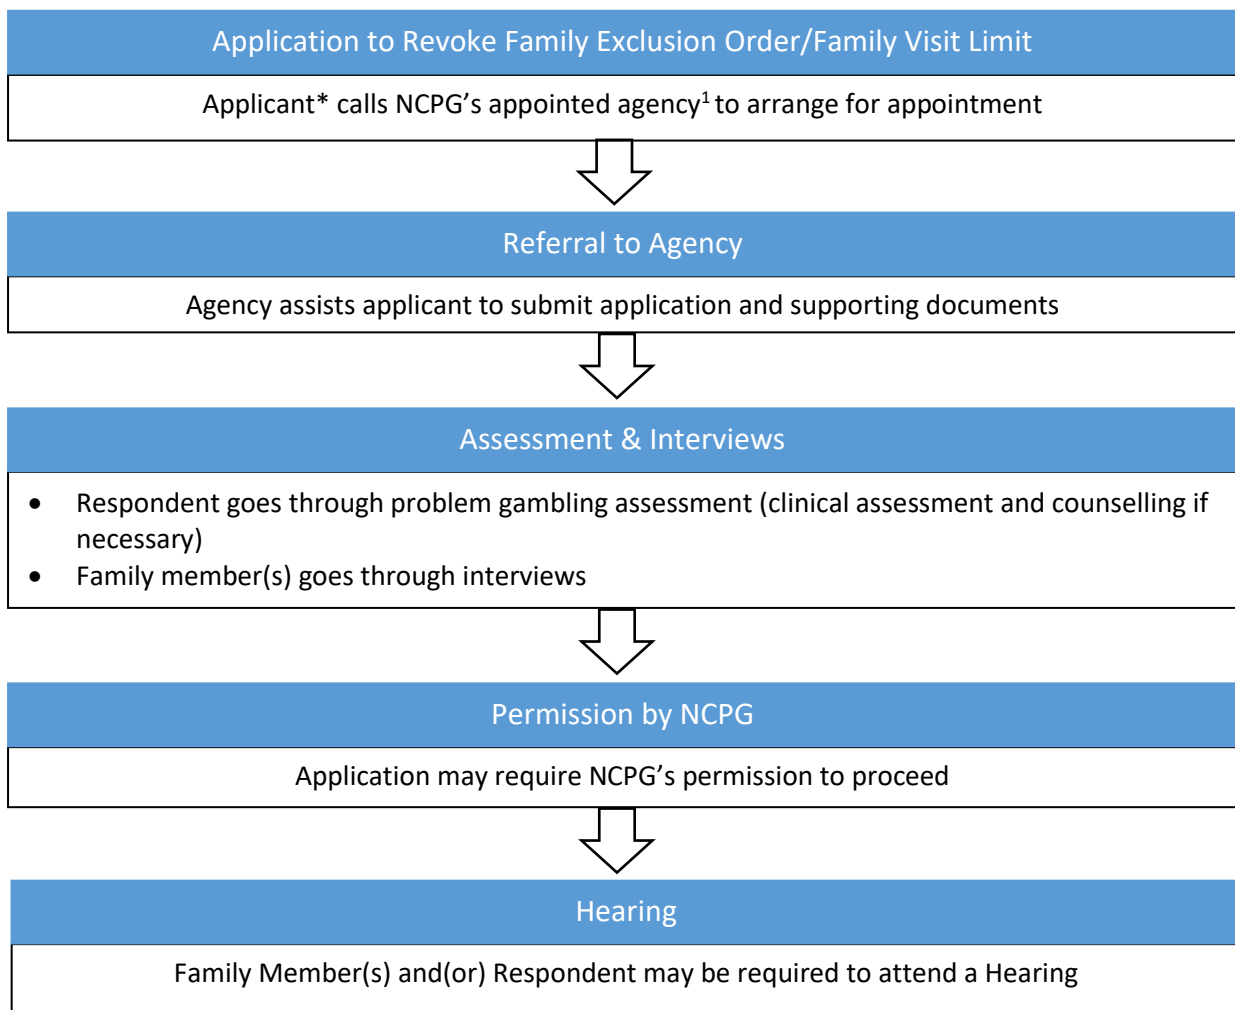 Application to Revoke Family Exclusion Order/Family Visit Limit
Applicant* calls NCPG’s appointed agency¹ to arrange for appointment
Referral to Agency
Agency assists applicant to submit application and supporting documents
Assessment & Interviews
• Respondent goes through problem gambling assessment (clinical assessment and counselling if
necessary)
• Family member(s) goes through interviews
Permission by NCPG
Application may require NCPG’s permission to proceed
Hearing
Family Member(s) and(or) Respondent may be required to attend a Hearing